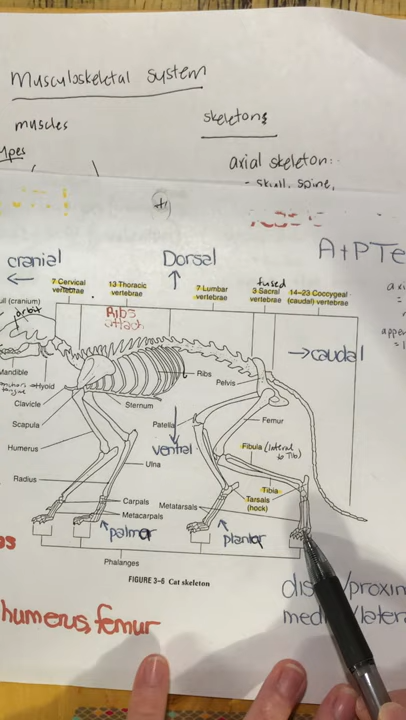 musculoskeletal system
muscles
skeletons
axial skeleton:
- skull, spine,
A+PTe
cranial
Dorsal
fused
7 Cervical vertebrae
13 Thoracic vertebrae
7 Lumbar vertebrae
3 Sacral vertebrae
14–23 Coccygeal (caudal) vertebrae
(cranium)
orbit
Ribs attach
caudal
Mandible
Hyoid
Ribs
Pelvis
Clavicle
Sternum
Scapula
Patella
Femur
ventral
Humerus
Fibula (lateral to Tib)
Ulna
Radius
Tibia
Carpals
Metatarsals
Tarsals (hock)
Metacarpals
palmar
plantar
Phalanges
FIGURE 3–6 Cat skeleton
humerus, femur